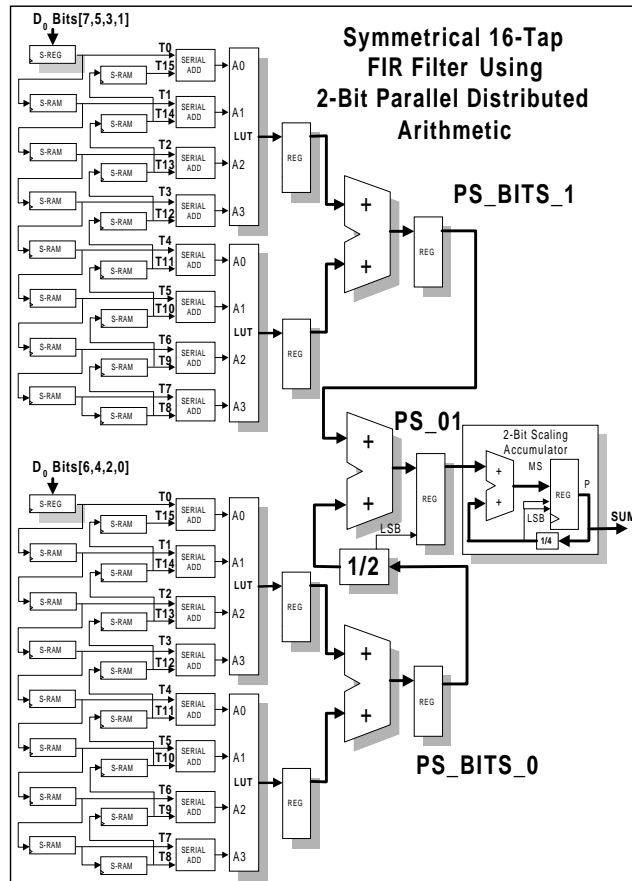 D0 Bits[7,5,3,1]
Symmetrical 16-Tap
FIR Filter Using
2-Bit Parallel Distributed
Arithmetic
S-REG
T0
S-RAM
T15
SERIAL ADD
A0
S-RAM
T1
S-RAM
T14
SERIAL ADD
A1
LUT
REG
S-RAM
T2
S-RAM
T13
SERIAL ADD
A2
S-RAM
T3
S-RAM
T12
SERIAL ADD
A3
+
+
REG
PS_BITS_1
S-RAM
T4
S-RAM
T11
SERIAL ADD
A0
S-RAM
T5
S-RAM
T10
SERIAL ADD
A1
LUT
REG
S-RAM
T6
S-RAM
T9
SERIAL ADD
A2
S-RAM
T7
S-RAM
T8
SERIAL ADD
A3
PS_01
+
+
REG
LSB
1/2
2-Bit Scaling
Accumulator
MS
+
+
REG
P
LSB
1/4
SUM
D0 Bits[6,4,2,0]
S-REG
T0
S-RAM
T15
SERIAL ADD
A0
S-RAM
T1
S-RAM
T14
SERIAL ADD
A1
LUT
REG
S-RAM
T2
S-RAM
T13
SERIAL ADD
A2
S-RAM
T3
S-RAM
T12
SERIAL ADD
A3
+
+
REG
PS_BITS_0
S-RAM
T4
S-RAM
T11
SERIAL ADD
A0
S-RAM
T5
S-RAM
T10
SERIAL ADD
A1
LUT
REG
S-RAM
T6
S-RAM
T9
SERIAL ADD
A2
S-RAM
T7
S-RAM
T8
SERIAL ADD
A3